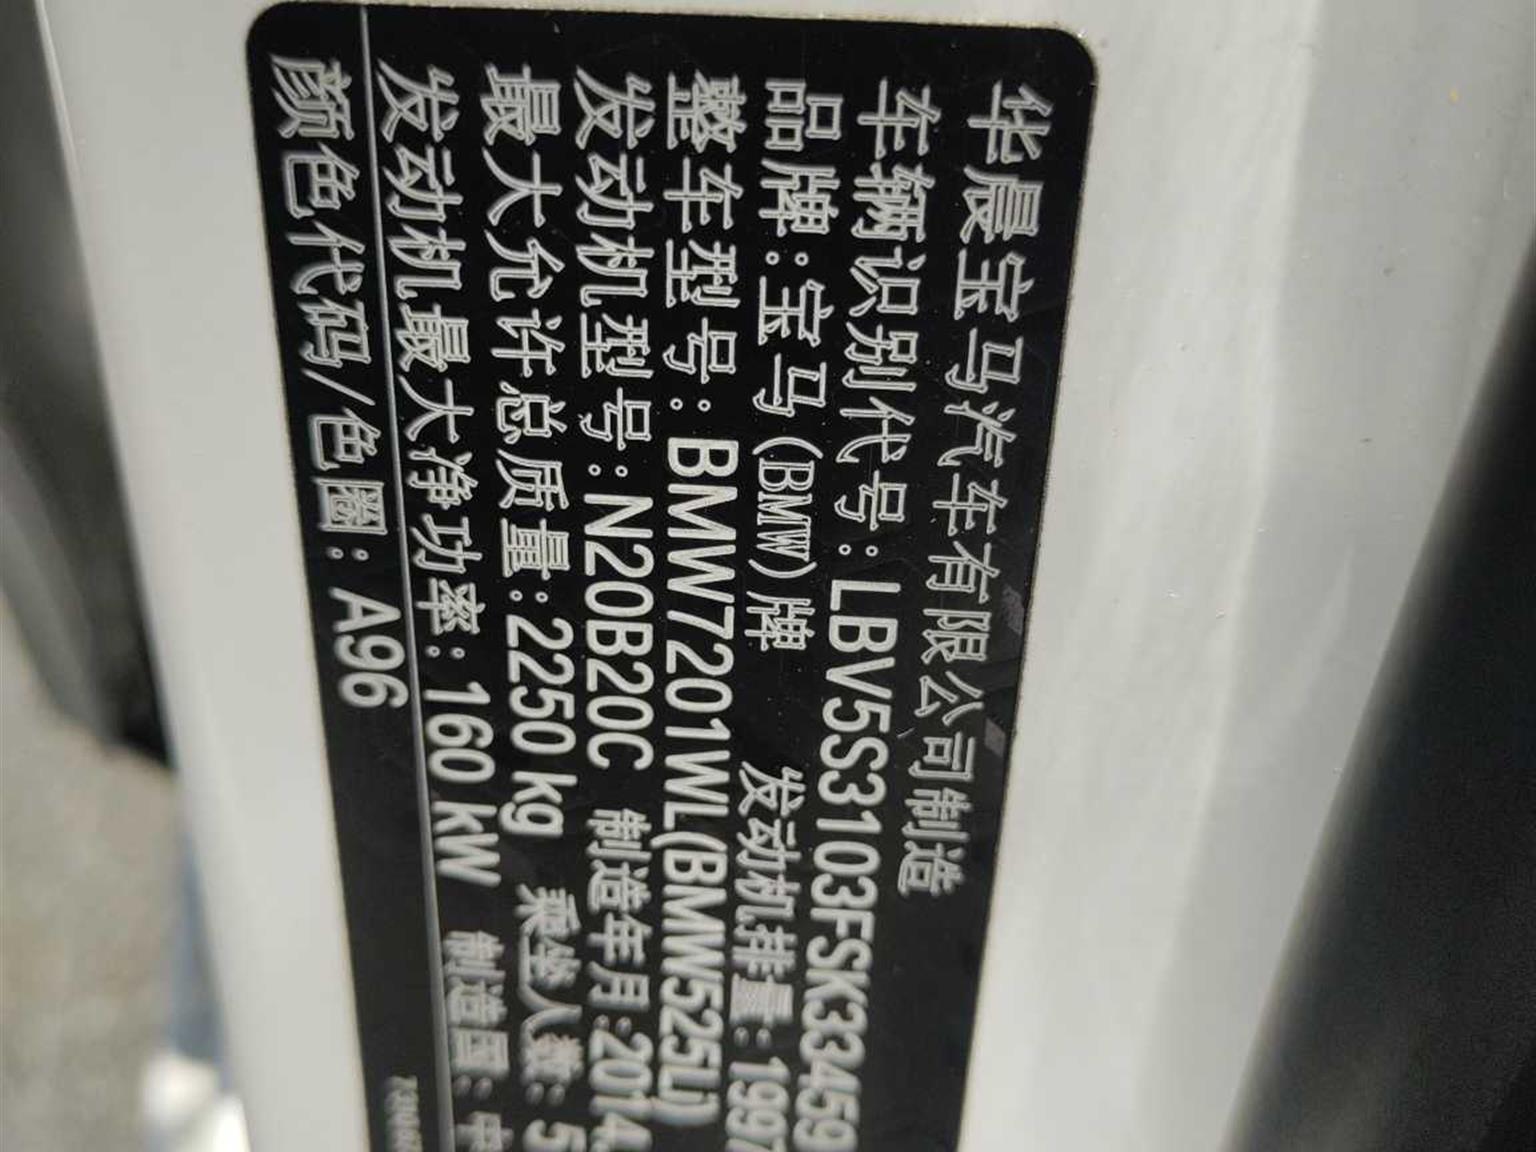 华晨宝马汽车有限公司制造
车辆识别代号：LBV5S3103FSK33459
品牌：宝马(BMW)牌 发动机排量：1997
整车型号：BMW7201WL(BMW525Li)
发动机型号：N20B20C 制造年月：2014.
最大允许总质量：2250 kg 乘坐人数：5
发动机最大净功率：160 kW 制造国：中
颜色代码/色圈：A96